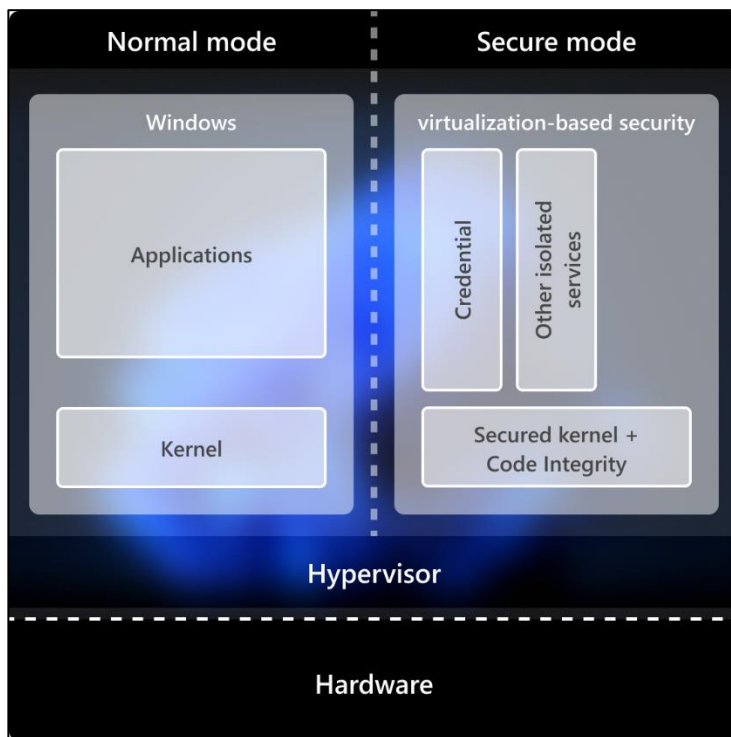 Normal mode
Secure mode
Windows
virtualization-based security
Applications
Credential
Other isolated
services
Kernel
Secured kernel +
Code Integrity
Hypervisor
Hardware